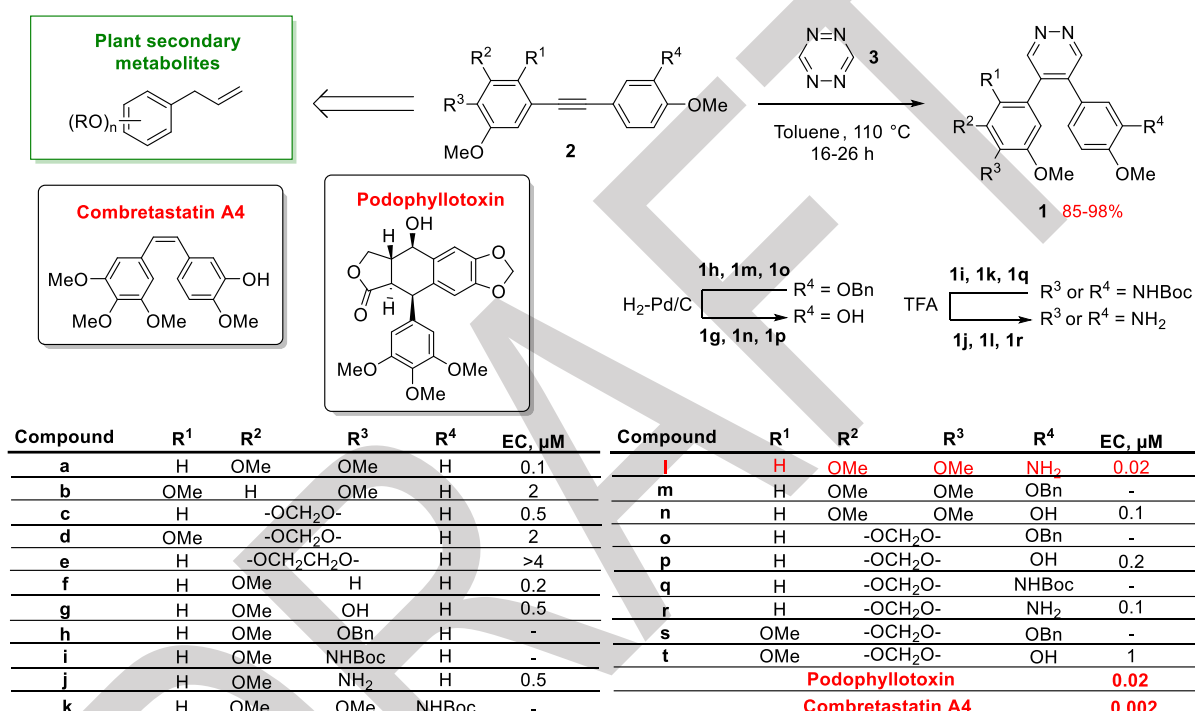 Plant secondary
metabolites
(RO)n
R2
R1
R3
MeO
R4
OMe
2
N=N
N=N
3
Toluene, 110 °C
16-26 h
N=N
R1
R2
R3
OMe
R4
OMe
1 85-98%
Combretastatin A4
MeO
MeO
OMe
OH
OMe
Podophyllotoxin
OH
H
O
O
O
H
O
O
MeO
OMe
OMe
1h, 1m, 1o
H2-Pd/C
R4 = OBn
R4 = OH
1g, 1n, 1p
1i, 1k, 1q
TFA
R3 or R4 = NHBoc
R3 or R4 = NH2
1j, 1l, 1r
Compound R1 R2 R3 R4 EC, μM
a H OMe OMe H 0.1
b OMe H OMe H 2
c H -OCH2O- H 0.5
d OMe -OCH2O- H 2
e H -OCH2CH2O- H >4
f H OMe H H 0.2
g H OMe OH H 0.5
h H OMe OBn H -
i H OMe NHBoc H -
j H OMe NH2 H 0.5
k H OMe OMe NHBoc -
Compound R1 R2 R3 R4 EC, μM
l H OMe OMe NH2 0.02
m H OMe OMe OBn -
n H OMe OMe OH 0.1
o H -OCH2O- OBn -
p H -OCH2O- OH 0.2
q H -OCH2O- NHBoc -
r H -OCH2O- NH2 0.1
s OMe -OCH2O- OBn -
t OMe -OCH2O- OH 1
Podophyllotoxin 0.02
Combretastatin A4 0.002